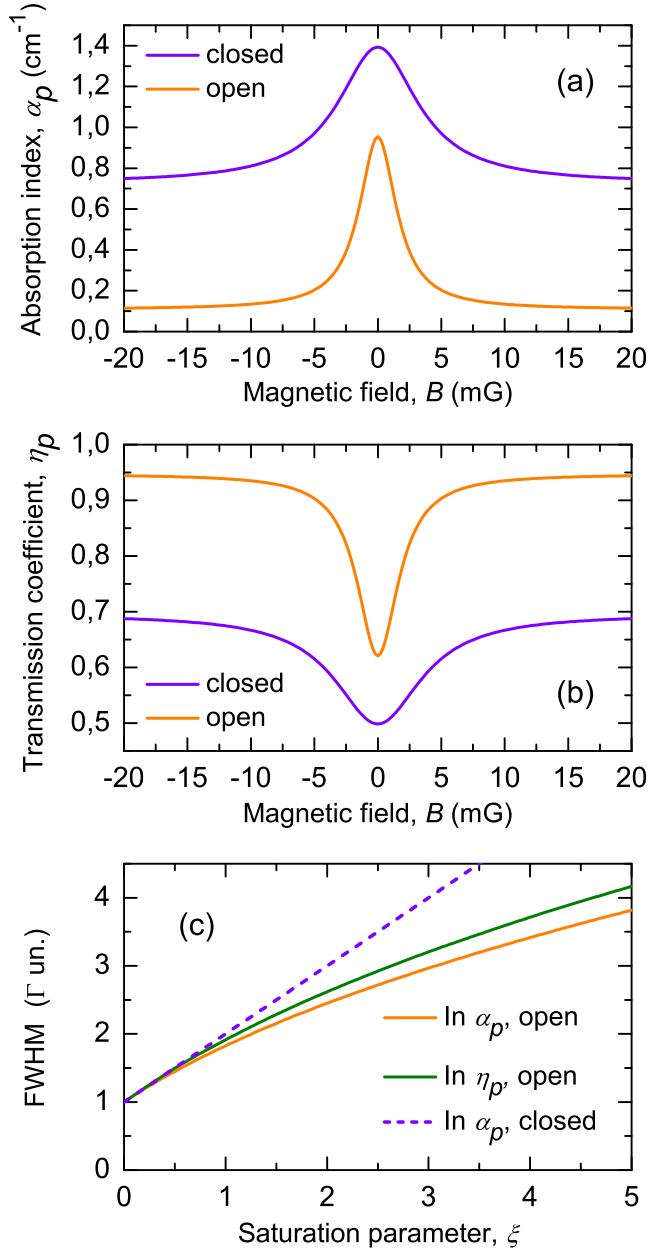 1,4
1,4
1,2
1,0
0,8
0,6
0,4
0,2
0,0
Absorption index, αp (cm⁻¹)
closed
open
(a)
-20 -15 -10 -5 0 5 10 15 20
Magnetic field, B (mG)
1,0
0,9
0,8
0,7
0,6
0,5
Transmission coefficient, ηp
closed
open
(b)
-20 -15 -10 -5 0 5 10 15 20
Magnetic field, B (mG)
4
3
2
1
0
FWHM (Γ un.)
(c)
In αp, open
In ηp, open
In αp, closed
0 1 2 3 4 5
Saturation parameter, ξ